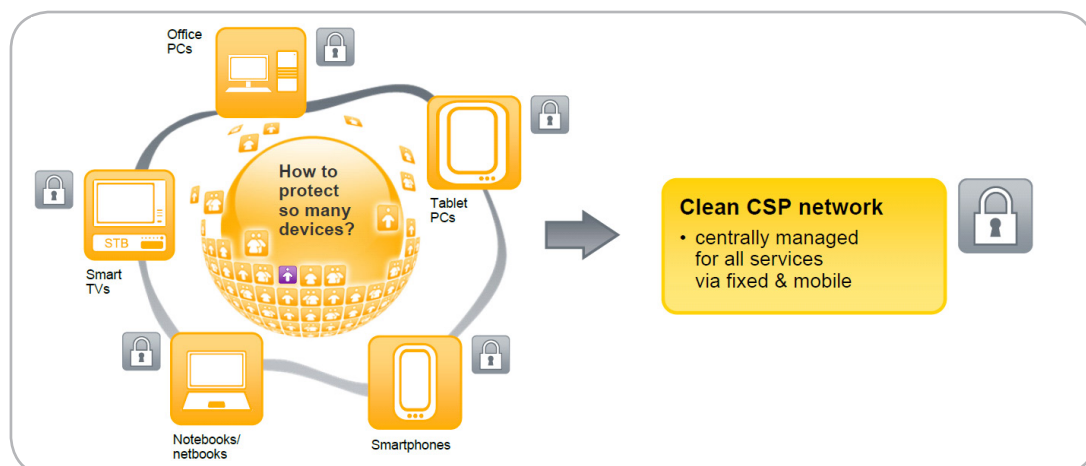 Office
PCs
How to
protect
so many
devices?
Tablet
PCs
STB
Smart
TVs
Notebooks/
netbooks
Smartphones
Clean CSP network
• centrally managed
for all services
via fixed & mobile